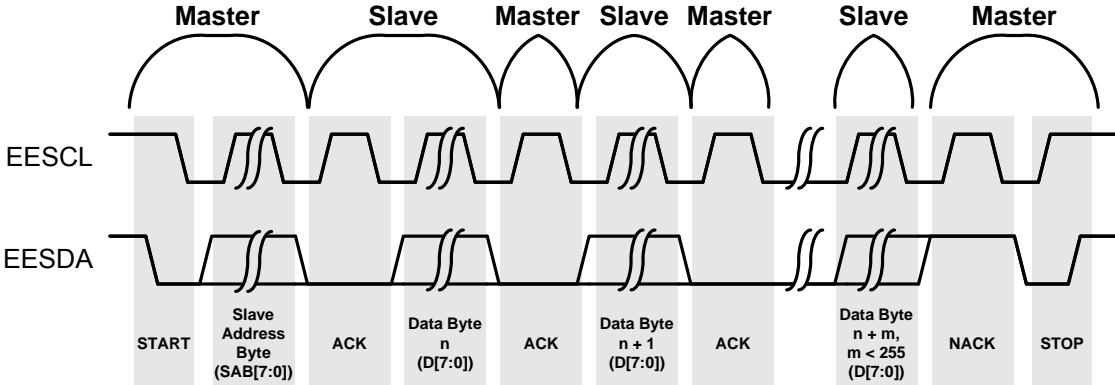 Master Slave Master Slave Master Slave Master
EESCL
EESDA
START
Slave
Address
Byte
(SAB[7:0])
ACK
Data Byte
n
(D[7:0])
ACK
Data Byte
n + 1
(D[7:0])
ACK
Data Byte
n + m,
m < 255
(D[7:0])
NACK
STOP